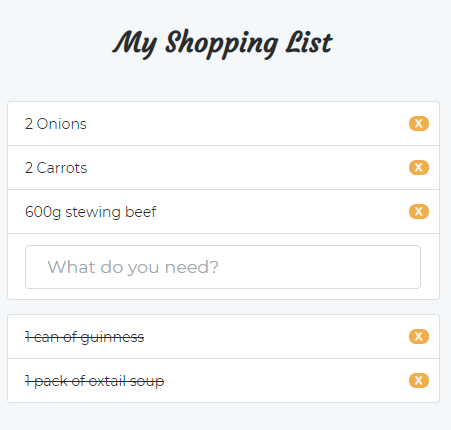 My Shopping List
2 Onions X
2 Carrots X
600g stewing beef X
What do you need?
1 can of guinness X
1 pack of oxtail soup X